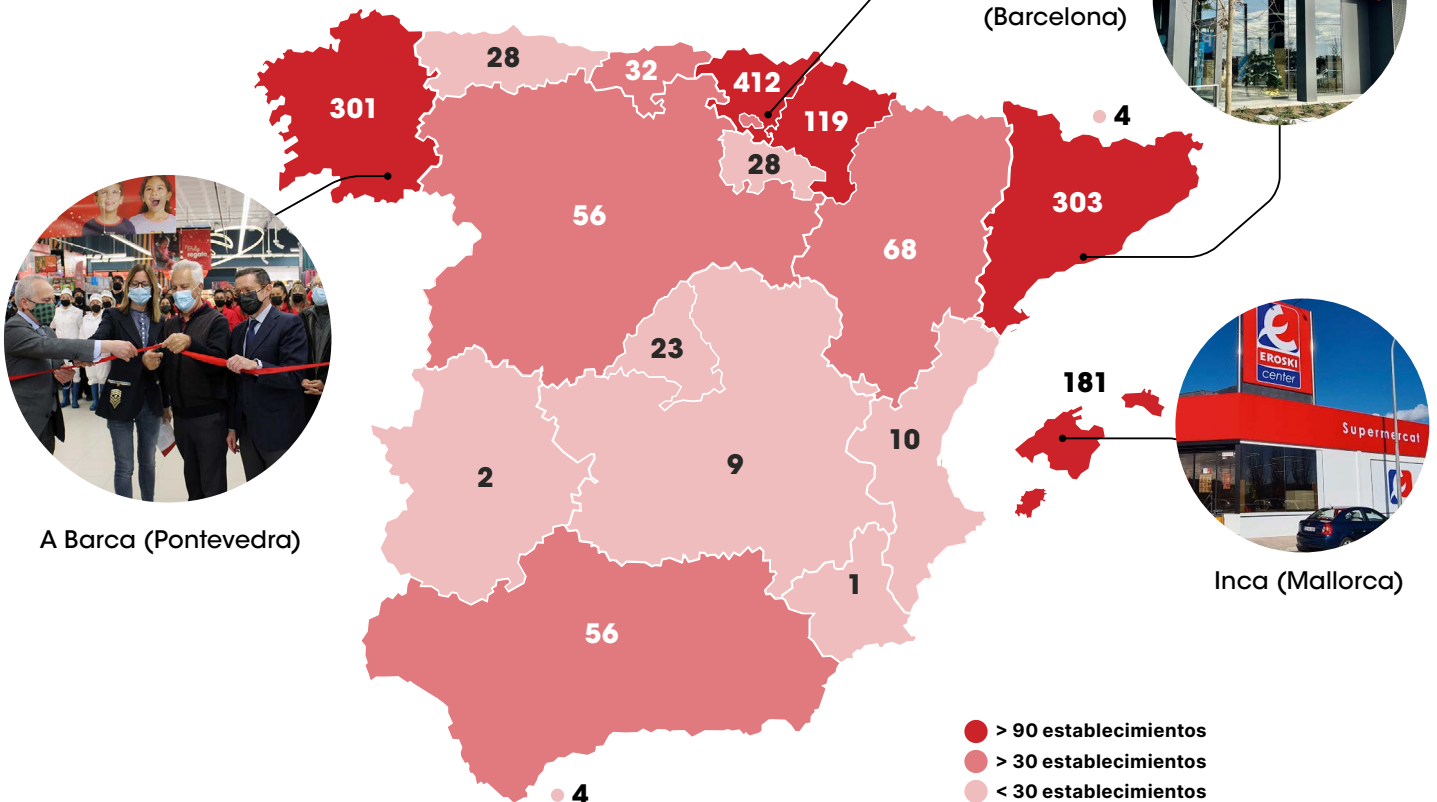 (Barcelona)
28
32
412
301
119
4
28
303
56
68
23
181
EROSKI
center
Supermercat
10
9
2
A Barca (Pontevedra)
Inca (Mallorca)
1
56
> 90 establecimientos
> 30 establecimientos
< 30 establecimientos
4